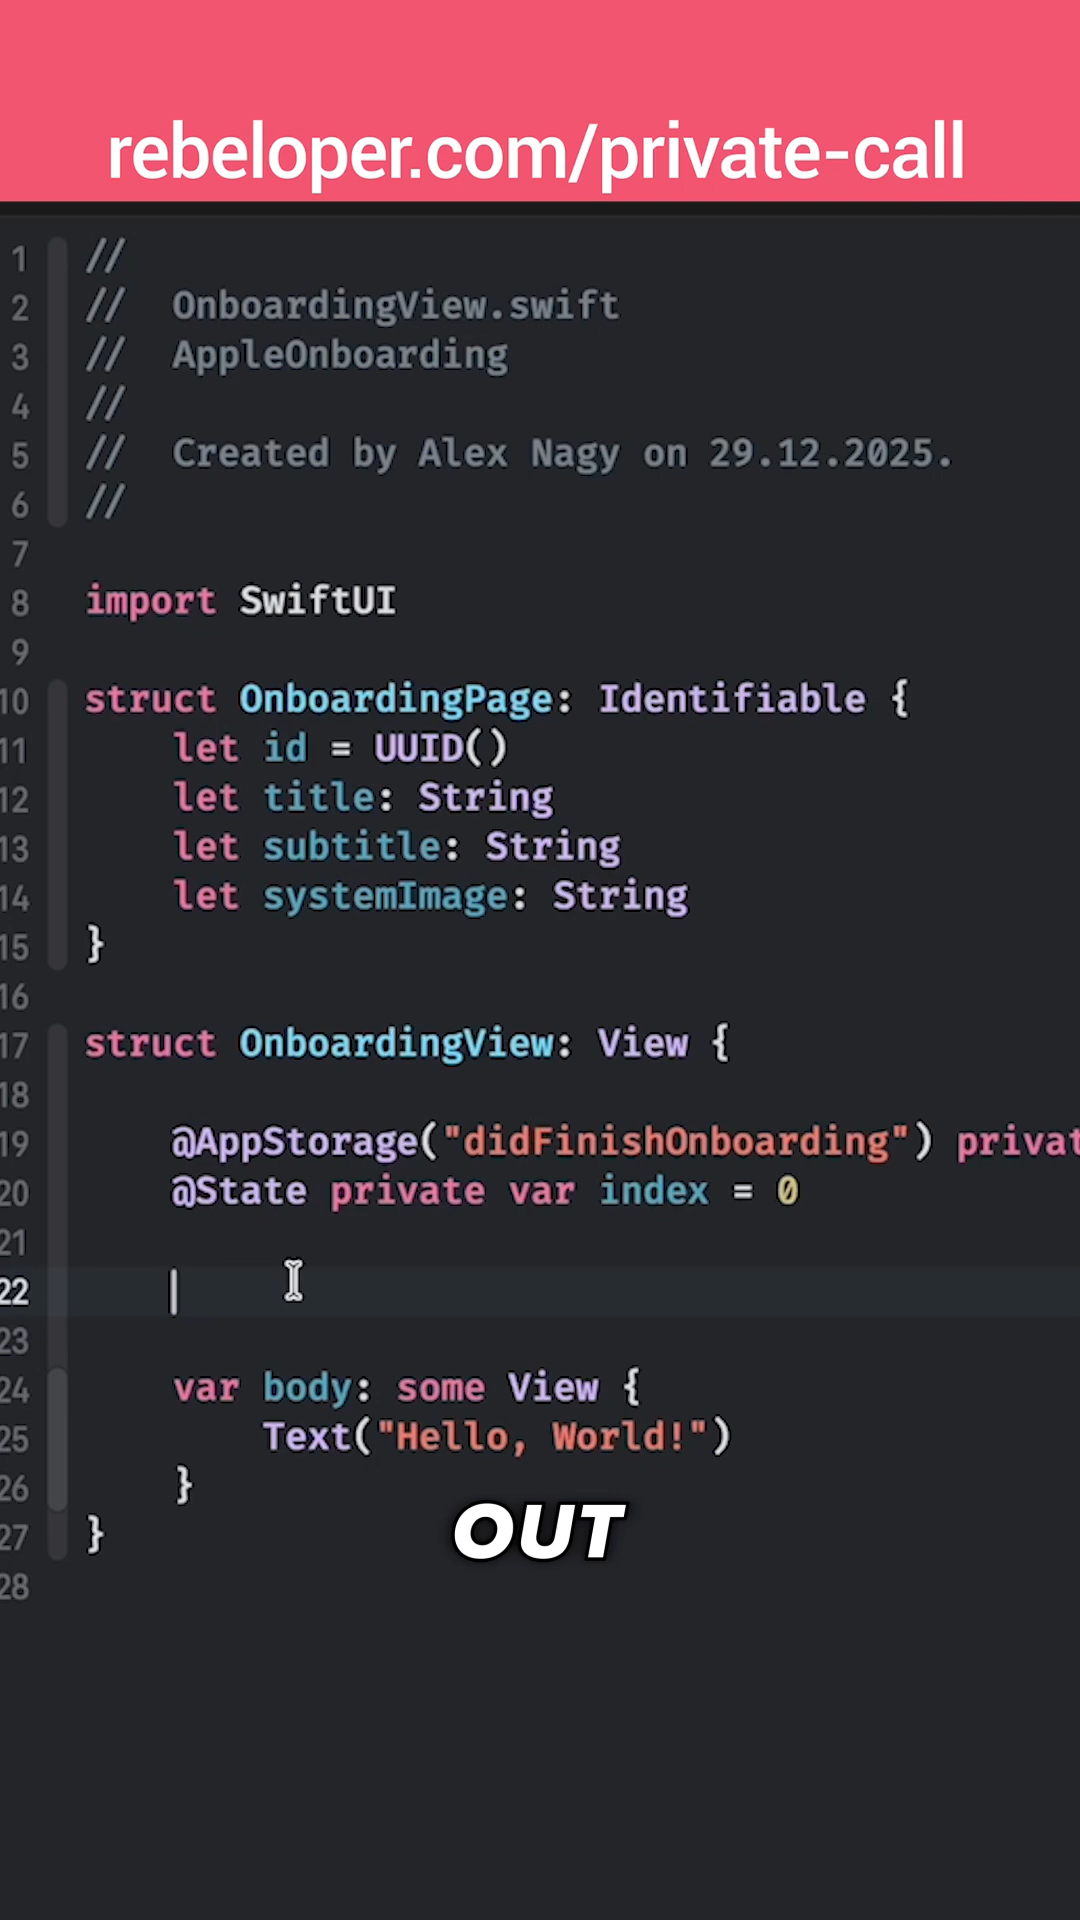 rebeloper.com/private-call
1 //
2 // OnboardingView.swift
3 // AppleOnboarding
4 //
5 // Created by Alex Nagy on 29.12.2025.
6 //
7
8 import SwiftUI
9
10 struct OnboardingPage: Identifiable {
11 let id = UUID()
12 let title: String
13 let subtitle: String
14 let systemImage: String
15 }
16
17 struct OnboardingView: View {
18
19 @AppStorage("didFinishOnboarding") privat
20 @State private var index = 0
21
22
23
24 var body: some View {
25 Text("Hello, World!")
26 }
27 }
OUT
28